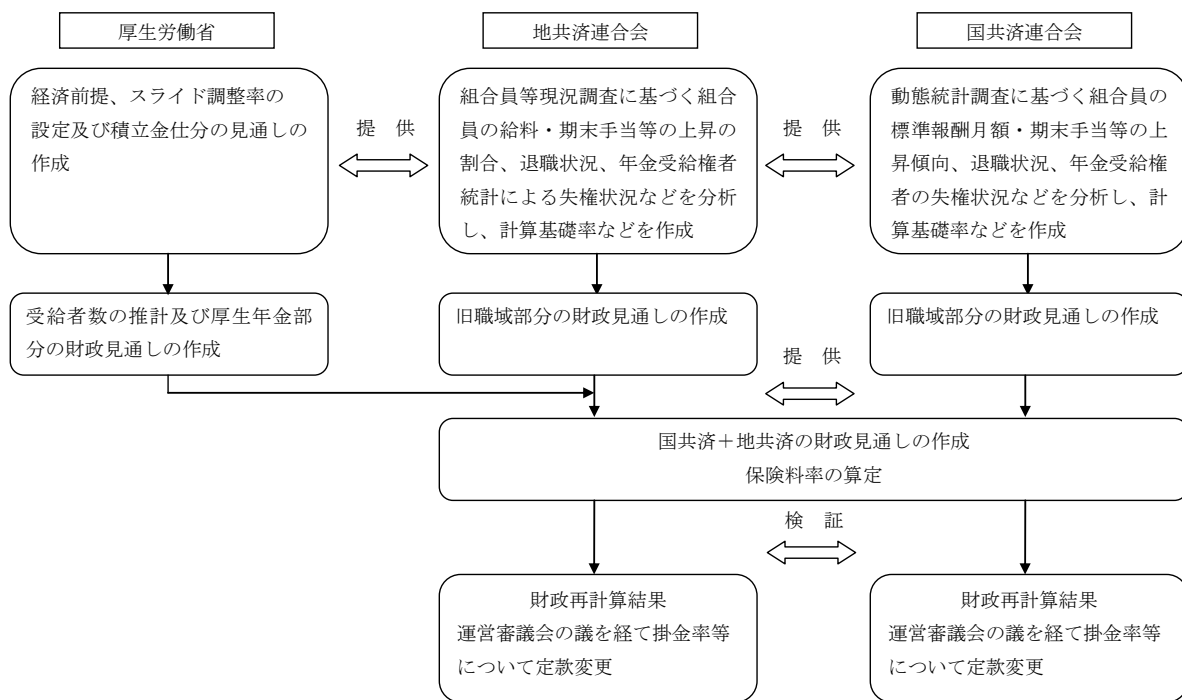 厚生労働省
地共済連合会
国共済連合会
経済前提、スライド調整率の
設定及び積立金仕分の見通しの
作成
提 供
組合員等現況調査に基づく組合
員の給料・期末手当等の上昇の
割合、退職状況、年金受給権者
統計による失権状況などを分析
し、計算基礎率などを作成
提 供
動態統計調査に基づく組合員の
標準報酬月額・期末手当等の上
昇傾向、退職状況、年金受給権
者の失権状況などを分析し、計
算基礎率などを作成
受給者数の推計及び厚生年金部
分の財政見通しの作成
旧職域部分の財政見通しの作成
旧職域部分の財政見通しの作成
提 供
国共済＋地共済の財政見通しの作成
保険料率の算定
検 証
財政再計算結果
運営審議会の議を経て掛金率等
について定款変更
財政再計算結果
運営審議会の議を経て掛金率等
について定款変更